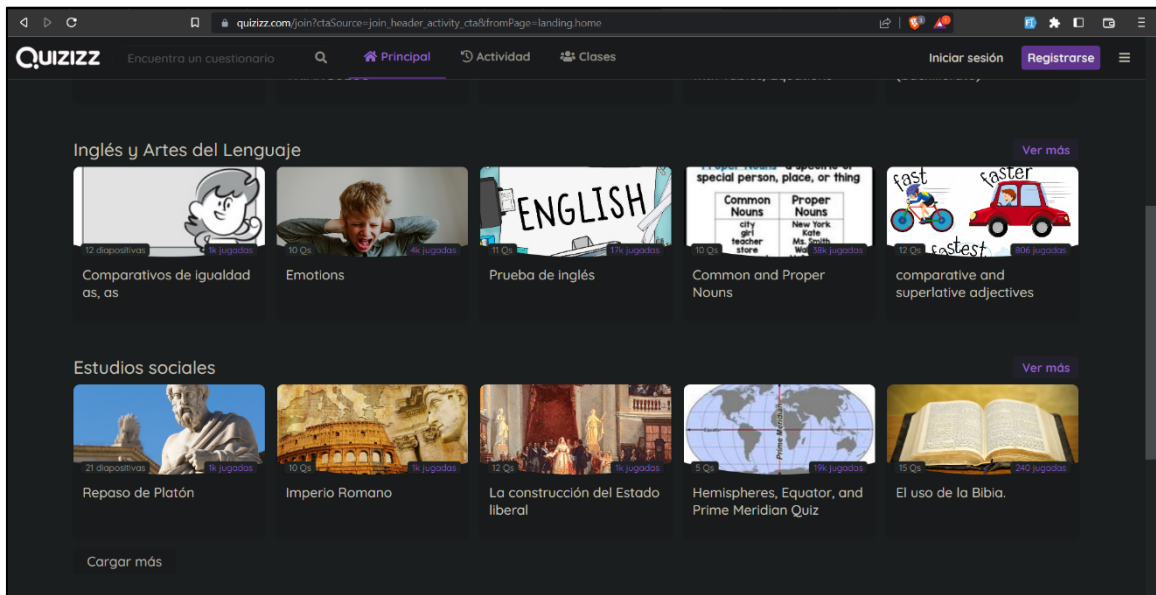 quizizz.com/join?ctaSource=join_header_activity_cta&fromPage=landing.home
QUIZIZZ
Encuentra un cuestionario
Principal
Actividad
Clases
Iniciar sesión
Registrarse
Inglés y Artes del Lenguaje
Ver más
12 diapositivas
1k jugadas
Comparativos de igualdad
as, as
10 Qs
4k jugadas
Emotions
ENGLISH
11 Qs
17k jugadas
Prueba de inglés
special person, place, or thing
Common Proper
Nouns Nouns
city New York
girl Kate
teacher Ms. Smith
store
10 Qs
38k jugadas
Common and Proper
Nouns
fast
faster
fastest
12 Qs
806 jugadas
comparative and
superlative adjectives
Estudios sociales
Ver más
21 diapositivas
1k jugadas
Repaso de Platón
10 Qs
1k jugadas
Imperio Romano
12 Qs
1k jugadas
La construcción del Estado
liberal
Prime Meridian
5 Qs
19k jugadas
Hemispheres, Equator, and
Prime Meridian Quiz
15 Qs
240 jugadas
El uso de la Bibia.
Cargar más